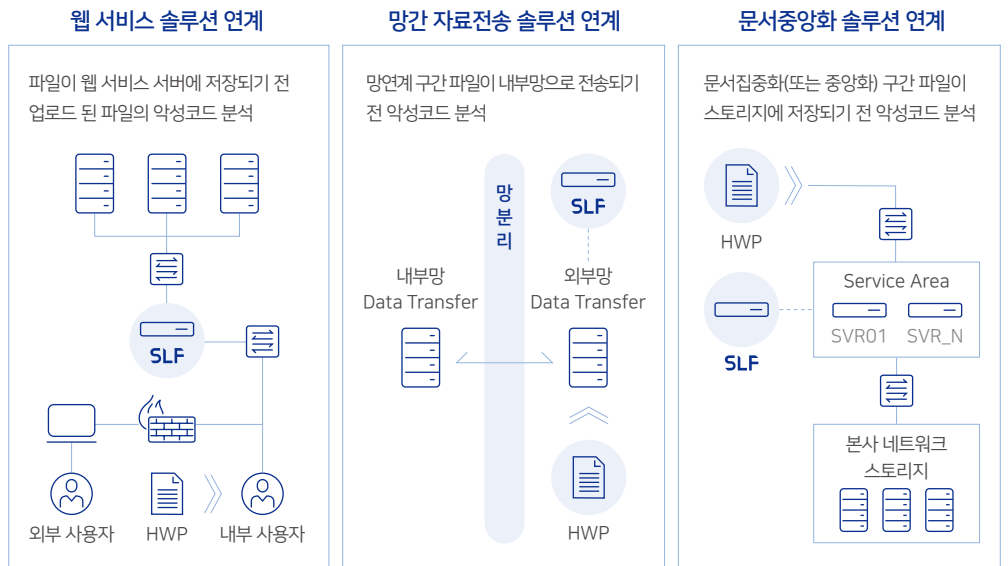 웹 서비스 솔루션 연계
파일이 웹 서비스 서버에 저장되기 전
업로드 된 파일의 악성코드 분석
SLF
외부 사용자
HWP
내부 사용자
망간 자료전송 솔루션 연계
망연계 구간 파일이 내부망으로 전송되기
전 악성코드 분석
망
분
리
SLF
내부망
Data Transfer
외부망
Data Transfer
HWP
문서중앙화 솔루션 연계
문서집중화(또는 중앙화) 구간 파일이
스토리지에 저장되기 전 악성코드 분석
HWP
SLF
Service Area
SVR01
SVR_N
본사 네트워크
스토리지